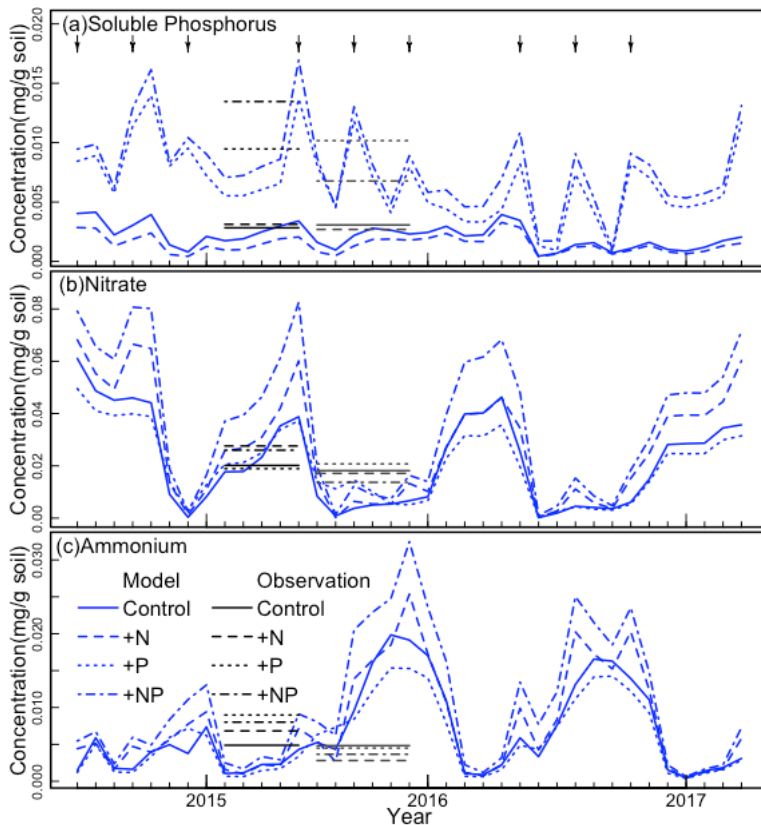 (a)Soluble Phosphorus
Concentration(mg/g soil)
0.000
0.005
0.010
0.015
0.020
(b)Nitrate
Concentration(mg/g soil)
0.00
0.02
0.04
0.06
0.08
(c)Ammonium
Concentration(mg/g soil)
0.000
0.010
0.020
0.030
Model Observation
Control Control
+N +N
+P +P
+NP +NP
2015 2016 2017
Year